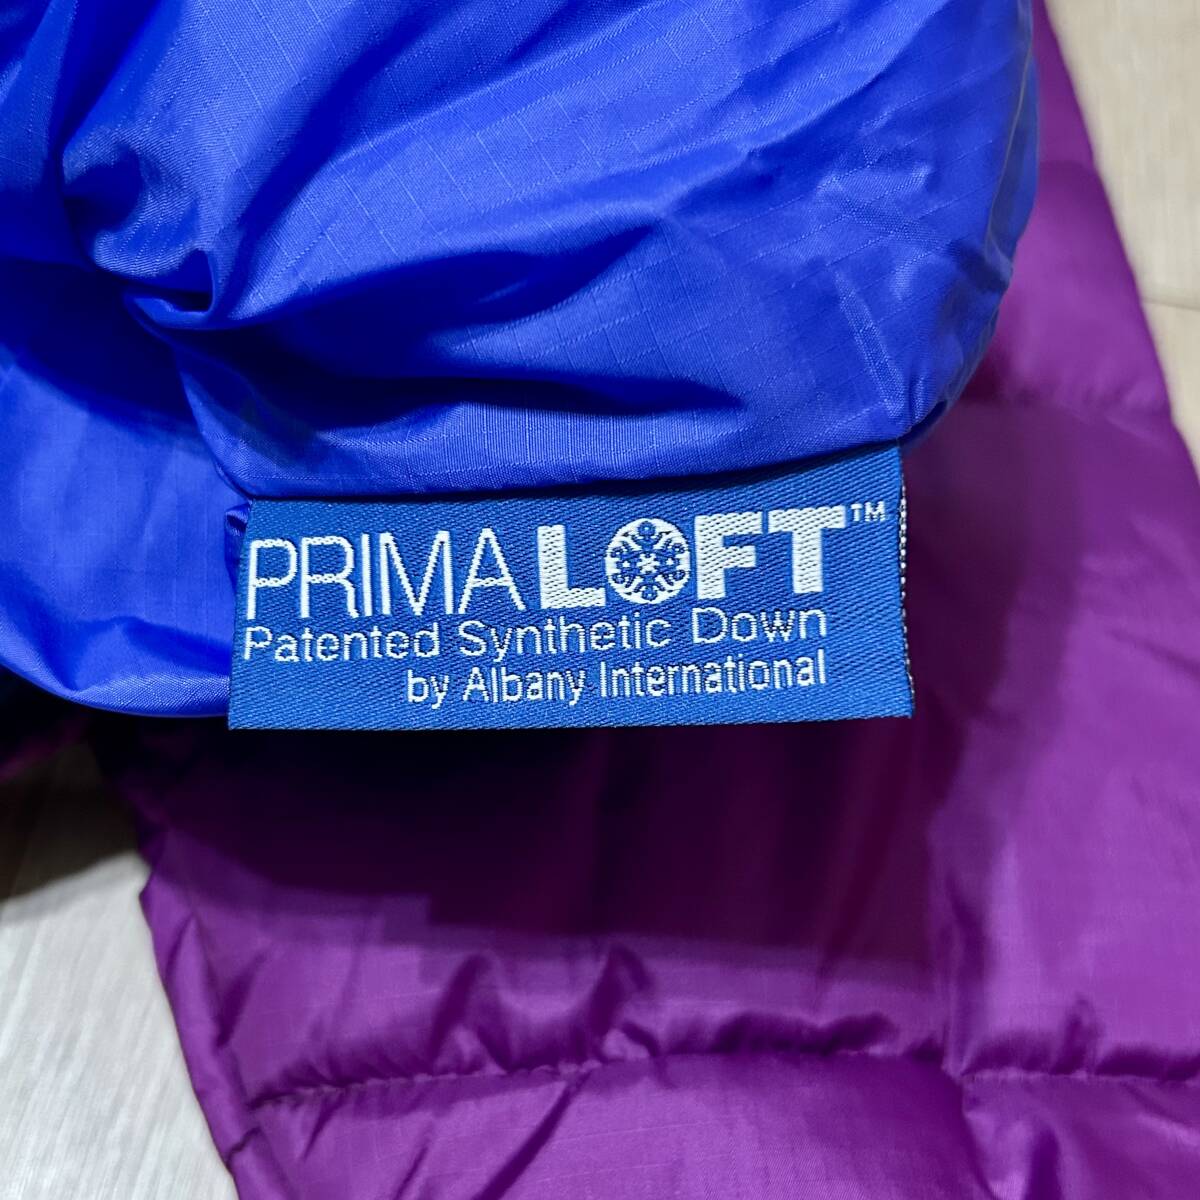 PRIMALOFT™
Patented Synthetic Down
by Albany International